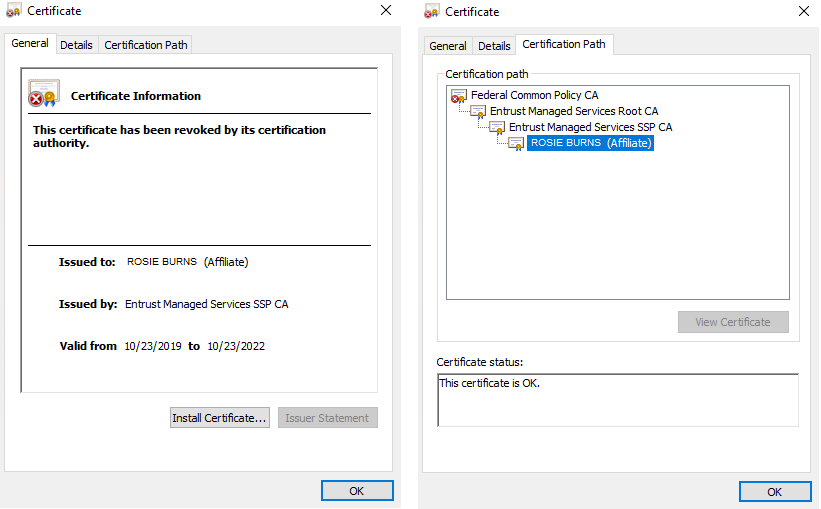 Certificate
General
Details
Certification Path
Certificate Information
This certificate has been revoked by its certification
authority.
Issued to: ROSIE BURNS (Affiliate)
Issued by: Entrust Managed Services SSP CA
Valid from 10/23/2019 to 10/23/2022
Install Certificate...
Issuer Statement
OK
Certificate
General
Details
Certification Path
Certification path
Federal Common Policy CA
Entrust Managed Services Root CA
Entrust Managed Services SSP CA
ROSIE BURNS (Affiliate)
View Certificate
Certificate status:
This certificate is OK.
OK